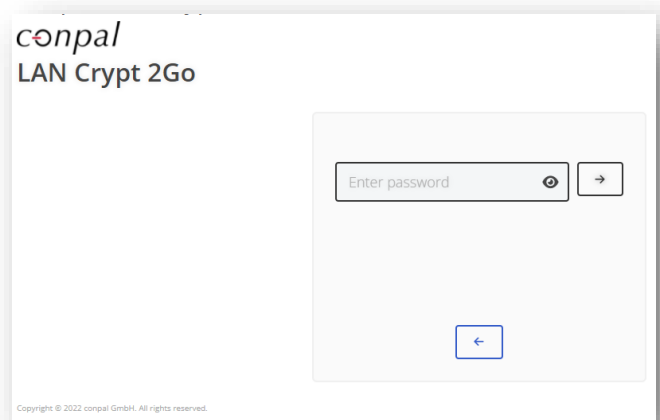 conpal
LAN Crypt 2Go
Enter password
Copyright © 2022 conpal GmbH. All rights reserved.